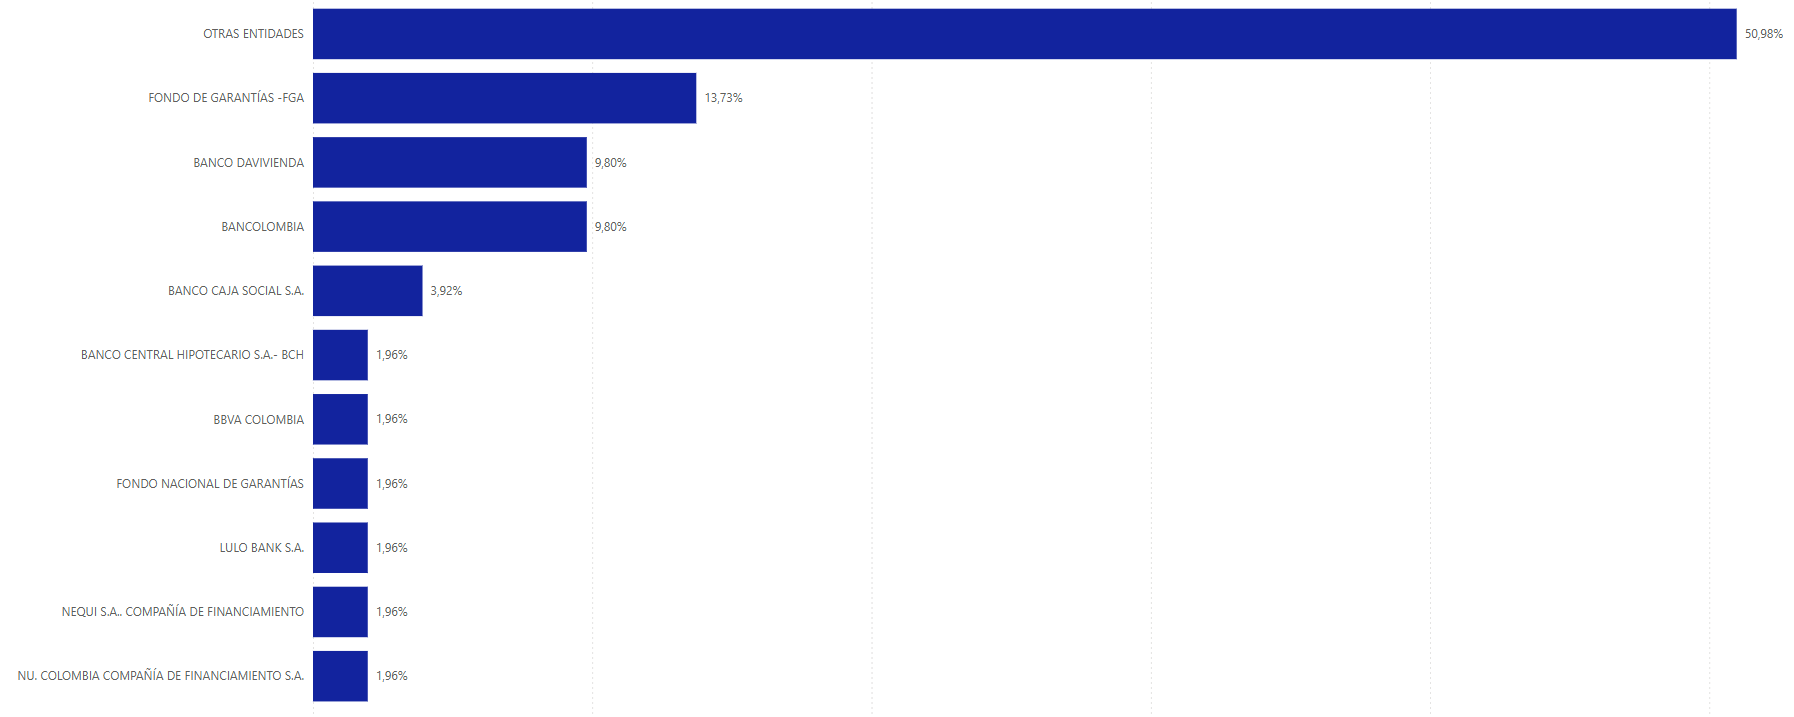 OTRAS ENTIDADES 50,98%
FONDO DE GARANTÍAS -FGA 13,73%
BANCO DAVIVIENDA 9,80%
BANCOLOMBIA 9,80%
BANCO CAJA SOCIAL S.A. 3,92%
BANCO CENTRAL HIPOTECARIO S.A.- BCH 1,96%
BBVA COLOMBIA 1,96%
FONDO NACIONAL DE GARANTÍAS 1,96%
LULO BANK S.A. 1,96%
NEQUI S.A.. COMPAÑÍA DE FINANCIAMIENTO 1,96%
NU. COLOMBIA COMPAÑÍA DE FINANCIAMIENTO S.A. 1,96%